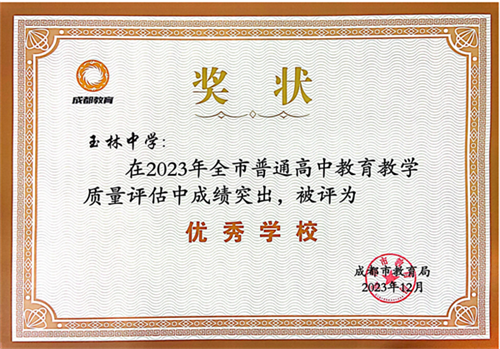 成都教育
奖状
玉林中学:
在2023年全市普通高中教育教学
质量评估中成绩突出，被评为
优秀学校
成都市教育局
2023年12月